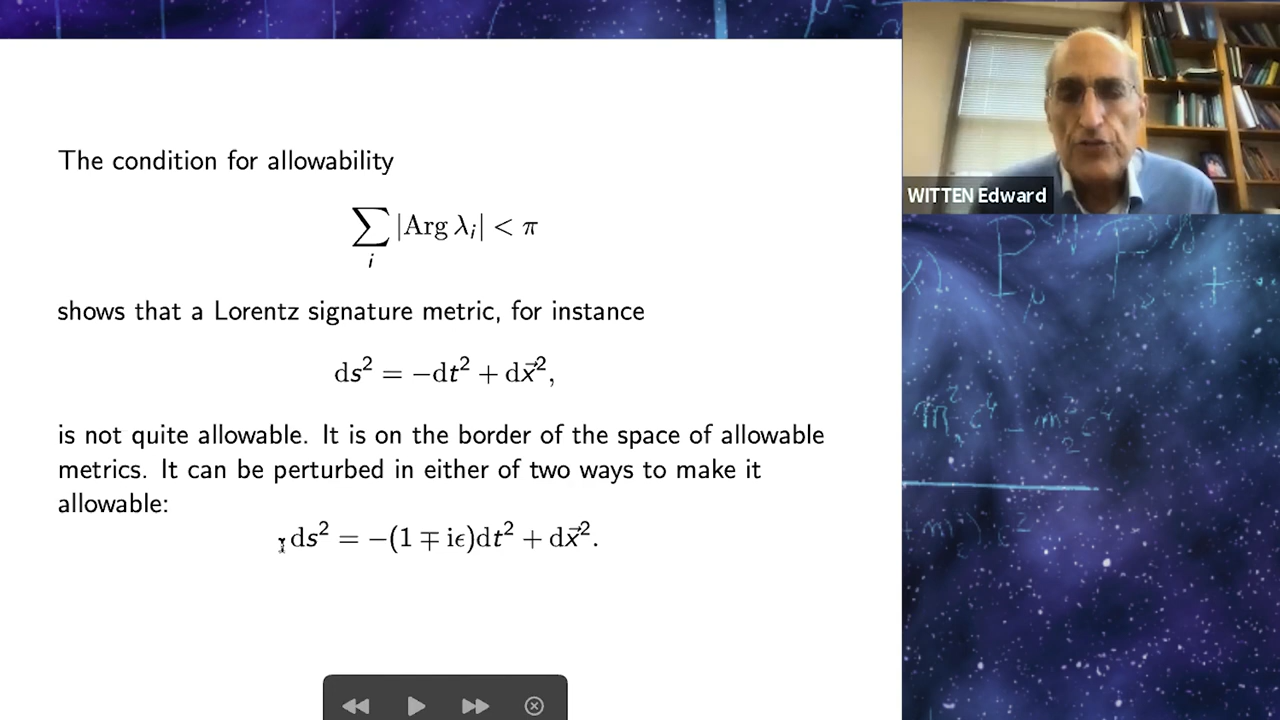 The condition for allowability
∑_i |Arg λ_i| < π
shows that a Lorentz signature metric, for instance
ds² = −dt² + dx⃗²,
is not quite allowable. It is on the border of the space of allowable
metrics. It can be perturbed in either of two ways to make it
allowable:
ds² = −(1 ∓ iϵ)dt² + dx⃗².
WITTEN Edward